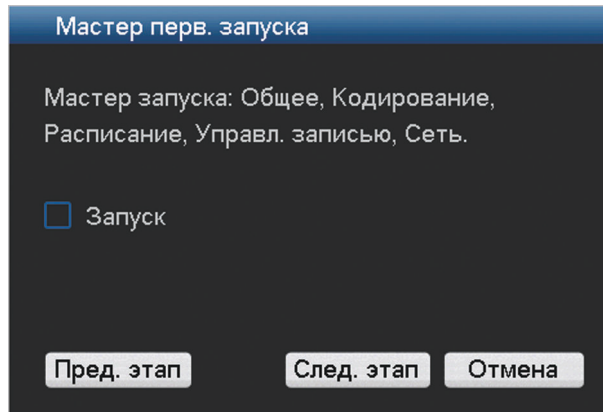 Мастер перв. запуска
Мастер запуска: Общее, Кодирование,
Расписание, Управл. записью, Сеть.
Запуск
Пред. этап След. этап Отмена